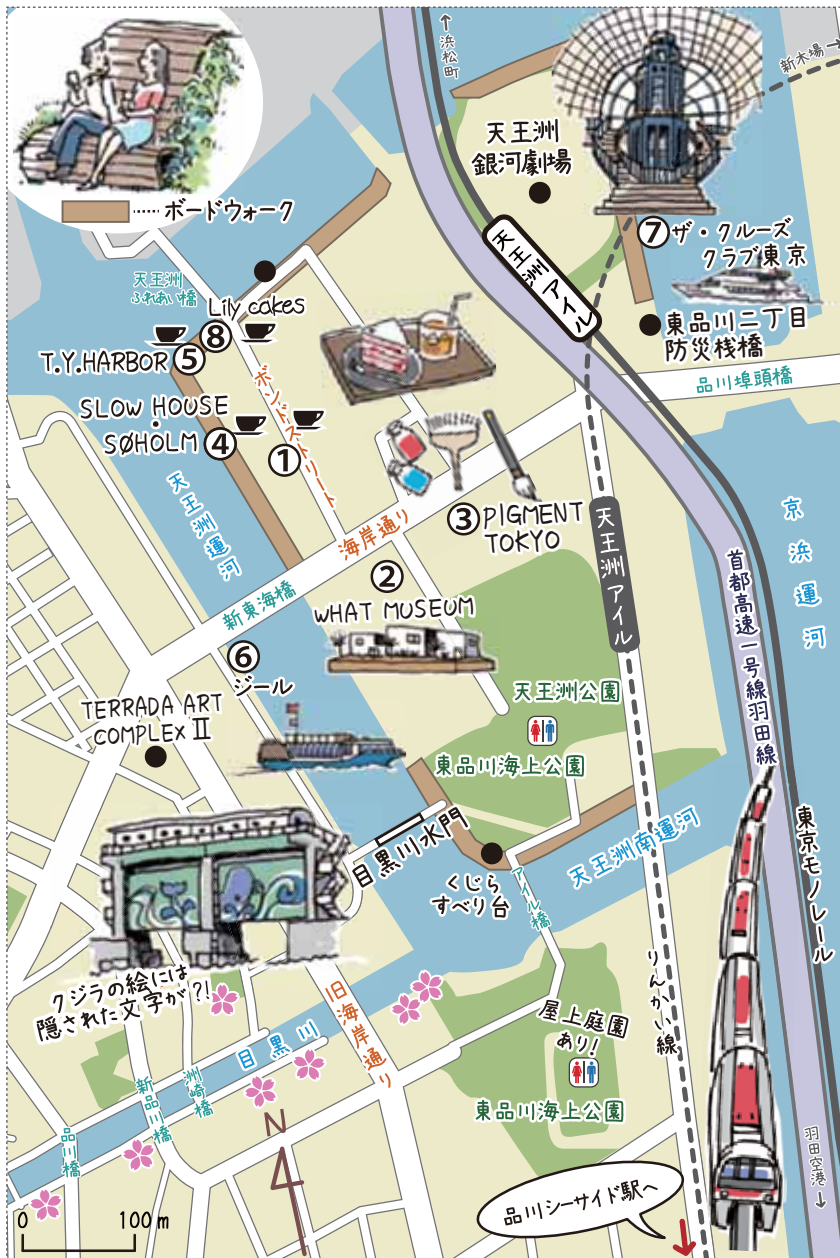 ↑浜松町
新木場→
ボードウォーク
天王洲
銀河劇場
天王洲アイル
⑦ザ・クルーズ
クラブ東京
東品川二丁目
防災桟橋
品川埠頭橋
天王洲
ふれあい橋
Lily cakes
⑧
T.Y.HARBOR⑤
SLOW HOUSE
・
SØHOLM④
①
ボンドストリート
天王洲運河
海岸通り
③PIGMENT
TOKYO
天王洲アイル
京浜運河
首都高速一号線羽田線
新東海橋
②
WHAT MUSEUM
⑥
ジール
TERRADA ART
COMPLEX Ⅱ
天王洲公園
東品川海上公園
目黒川水門
くじら
すべり台
アイル橋
天王洲南運河
東京モノレール
りんかい線
クジラの絵には
隠された文字が?!
旧海岸通り
目黒川
屋上庭園
あり!
東品川海上公園
洲崎橋
新品川橋
品川橋
N
0 100m
品川シーサイド駅へ
羽田空港→